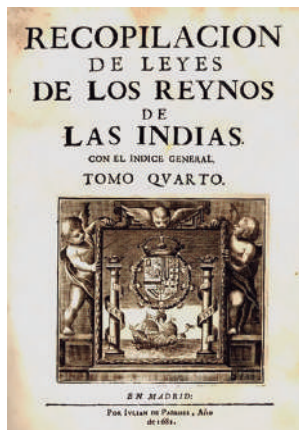 RECOPILACION
DE LEYES
DE LOS REYNOS
DE
LAS INDIAS.
CON EL INDICE GENERAL,
TOMO QVARTO.
EN MADRID:
POR IVLIAN DE PAREDES, Año
de 1681.